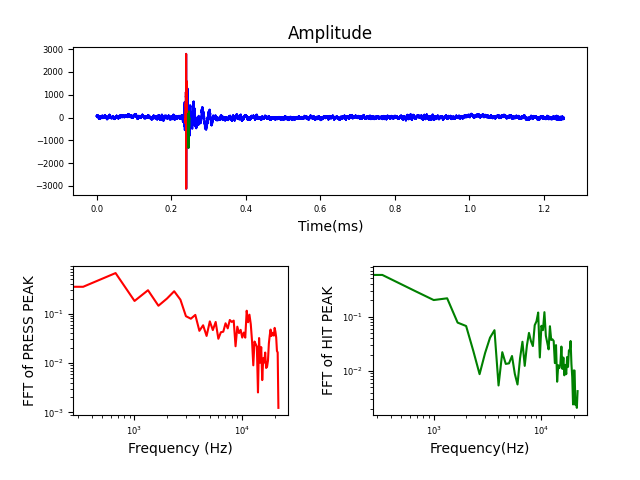 Amplitude
3000
2000
1000
0
−1000
−2000
−3000
0.0 0.2 0.4 0.6 0.8 1.0 1.2
Time(ms)
FFT of PRESS PEAK
10⁻¹
10⁻²
10⁻³
10³ 10⁴
Frequency (Hz)
FFT of HIT PEAK
10⁻¹
10⁻²
10³ 10⁴
Frequency(Hz)